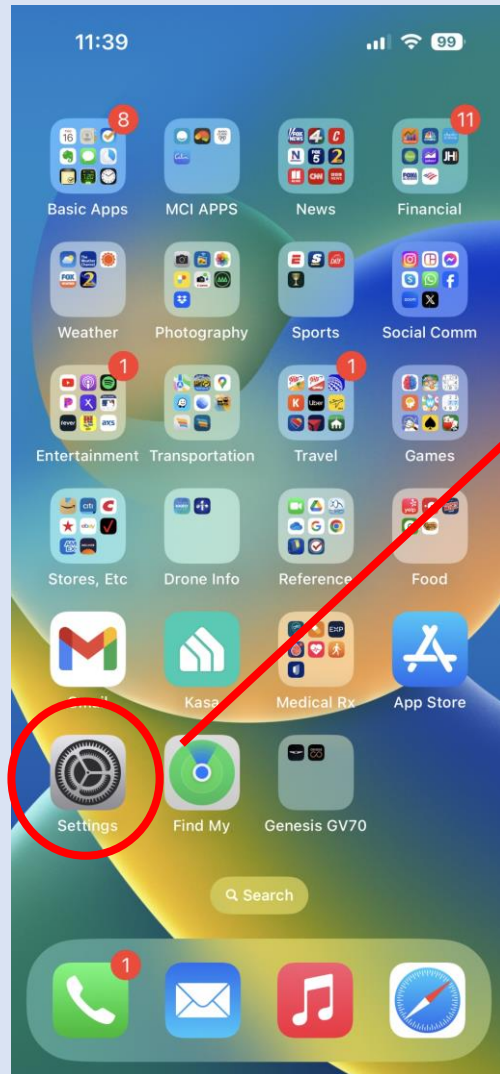 11:39
99
8
11
Basic Apps
MCI APPS
News
Financial
Weather
Photography
Sports
Social Comm
1
1
Entertainment
Transportation
Travel
Games
Stores, Etc
Drone Info
Reference
Food
Gmail
Kasa
Medical Rx
App Store
Settings
Find My
Genesis GV70
Search
1